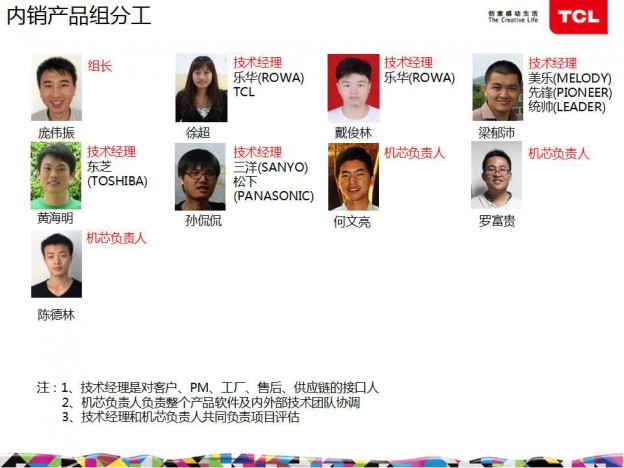 内销产品组分工
创意感动生活
The Creative Life
TCL
组长
庞伟振
技术经理
乐华(ROWA)
TCL
徐超
技术经理
乐华(ROWA)
戴俊林
技术经理
美乐(MELODY)
先锋(PIONEER)
统帅(LEADER)
梁郁沛
技术经理
东芝
(TOSHIBA)
黄海明
技术经理
三洋(SANYO)
松下
(PANASONIC)
孙侃侃
机芯负责人
何文亮
机芯负责人
罗富贵
机芯负责人
陈德林
注：1、技术经理是对客户、PM、工厂、售后、供应链的接口人
2、机芯负责人负责整个产品软件及内外部技术团队协调
3、技术经理和机芯负责人共同负责项目评估